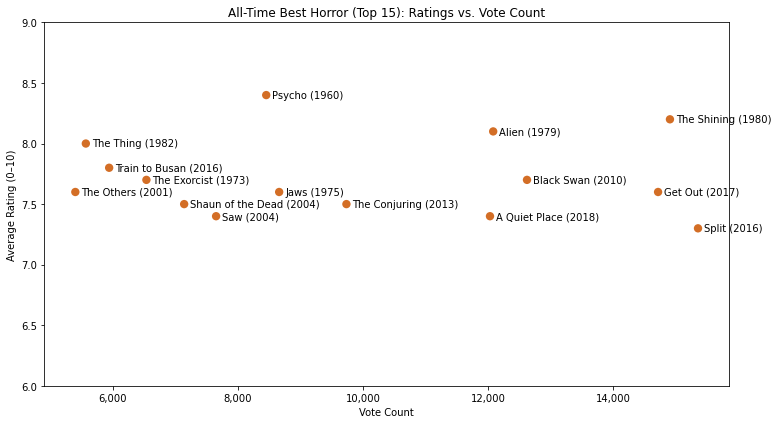 All-Time Best Horror (Top 15): Ratings vs. Vote Count
9.0
8.5
Psycho (1960)
The Shining (1980)
Alien (1979)
8.0
The Thing (1982)
Train to Busan (2016)
The Exorcist (1973)
Black Swan (2010)
The Others (2001)
Jaws (1975)
Get Out (2017)
7.5
Shaun of the Dead (2004)
The Conjuring (2013)
Saw (2004)
A Quiet Place (2018)
Split (2016)
7.0
6.5
6.0
Average Rating (0–10)
6,000
8,000
10,000
12,000
14,000
Vote Count